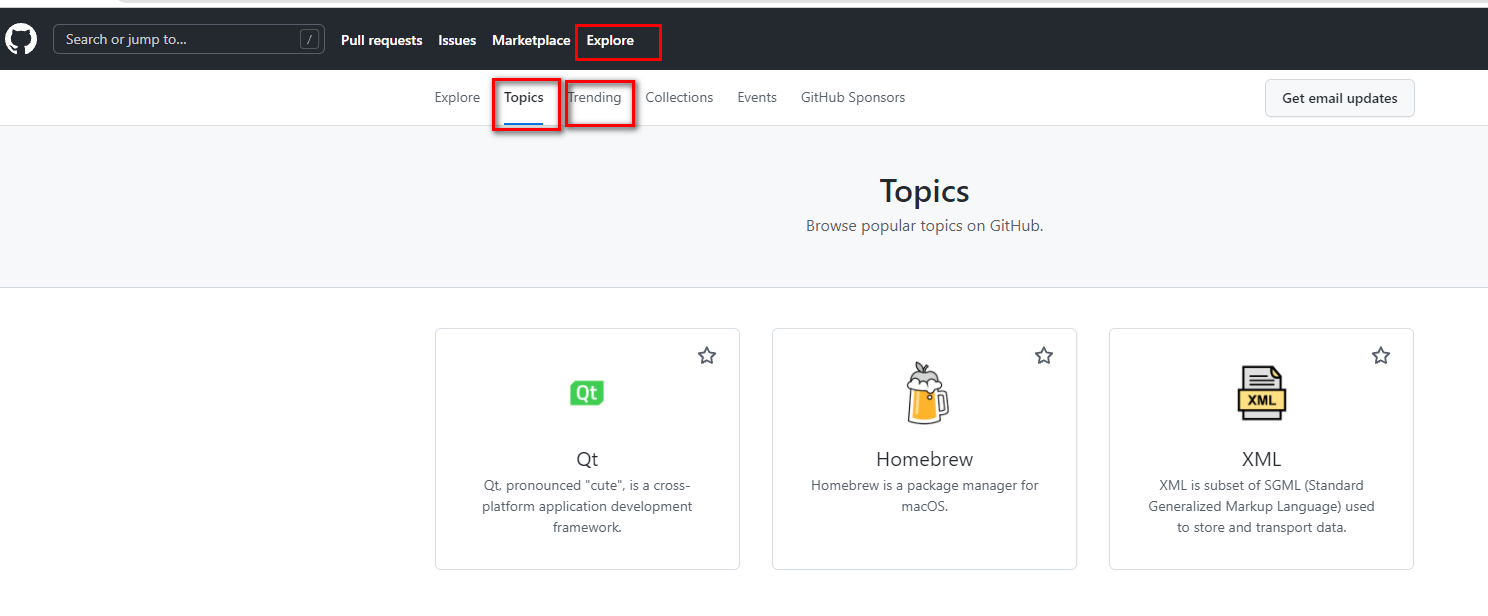 Search or jump to... /
Pull requests Issues Marketplace Explore
Explore Topics Trending Collections Events GitHub Sponsors
Get email updates
Topics
Browse popular topics on GitHub.
Qt
Qt
Qt, pronounced "cute", is a cross-
platform application development
framework.
Homebrew
Homebrew is a package manager for
macOS.
XML
XML
XML is subset of SGML (Standard
Generalized Markup Language) used
to store and transport data.